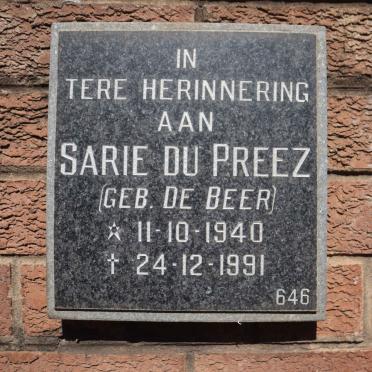 IN
TERE HERINNERING
AAN
SARIE DU PREEZ
(GEB. DE BEER)
☆ 11-10-1940
† 24-12-1991
646